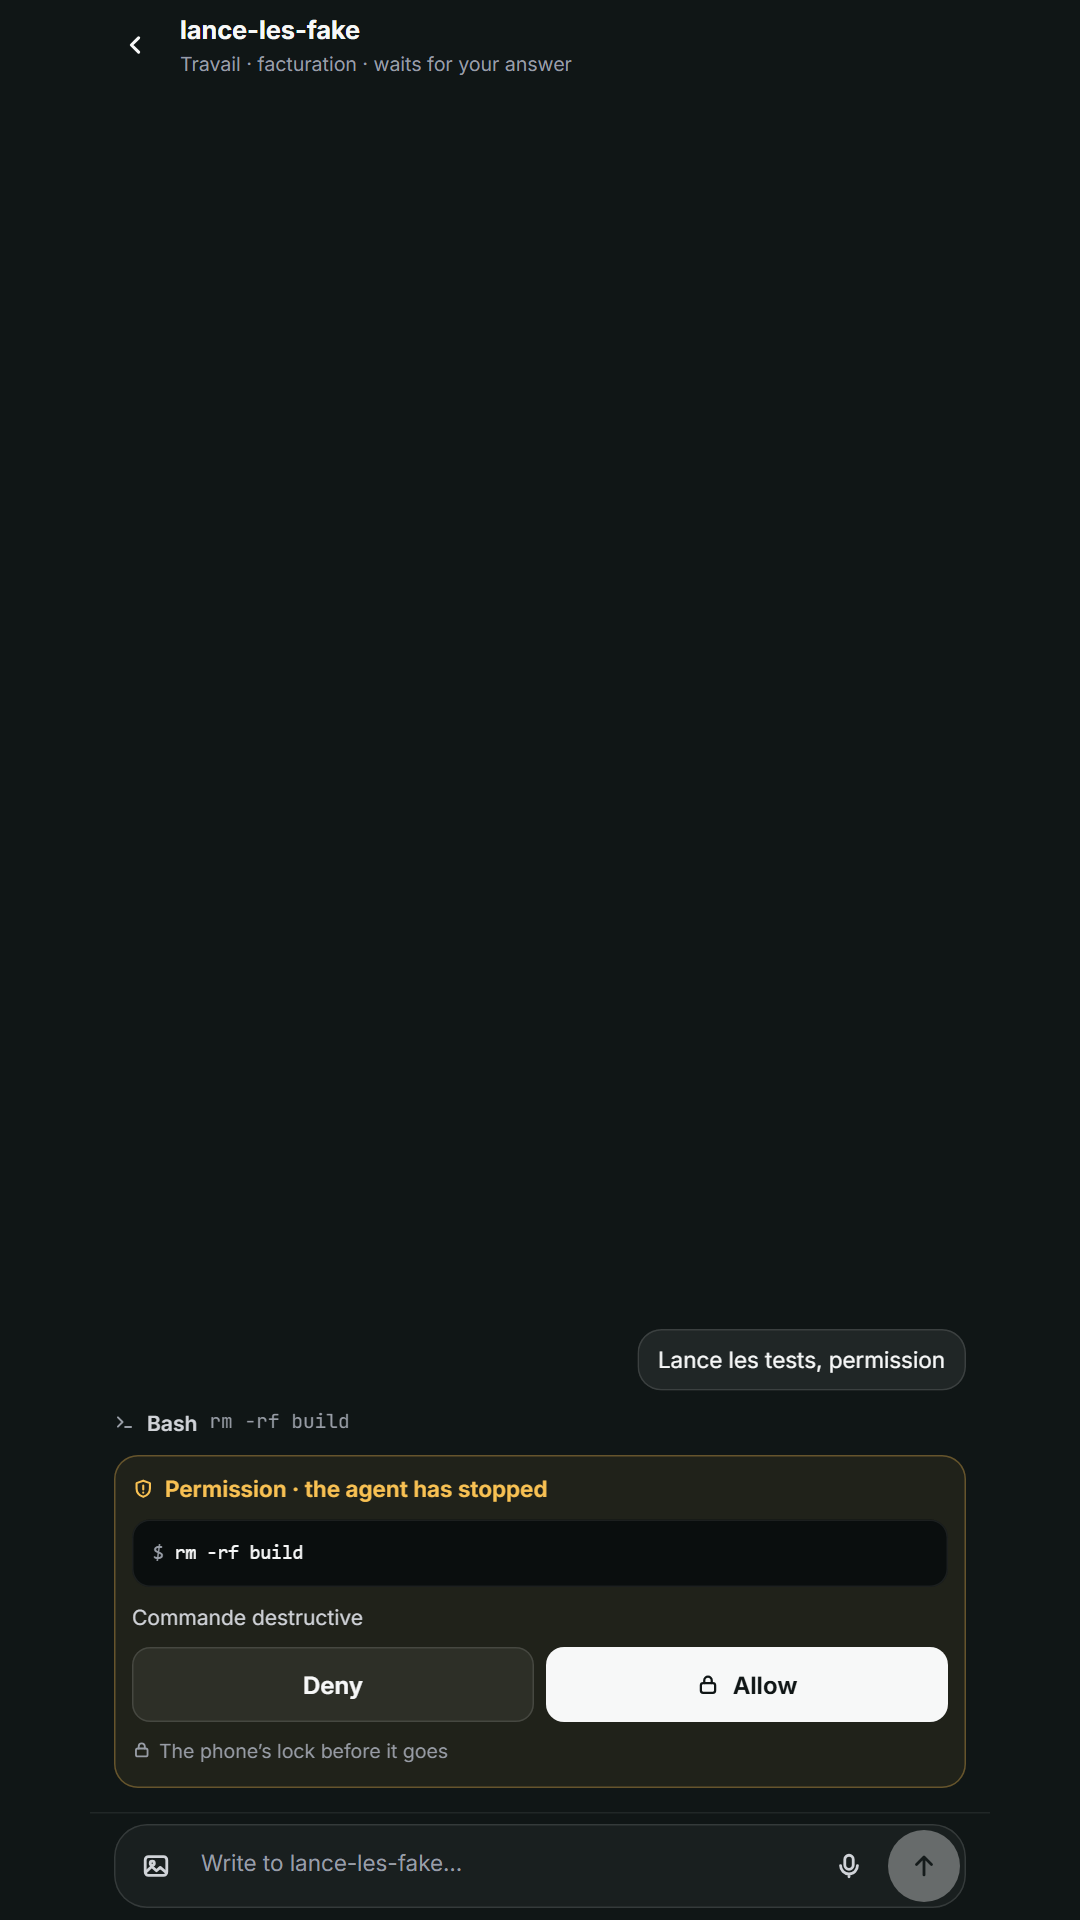 lance-les-fake
Travail · facturation · waits for your answer
Lance les tests, permission
Bash rm -rf build
Permission · the agent has stopped
$ rm -rf build
Commande destructive
Deny
Allow
The phone’s lock before it goes
Write to lance-les-fake…